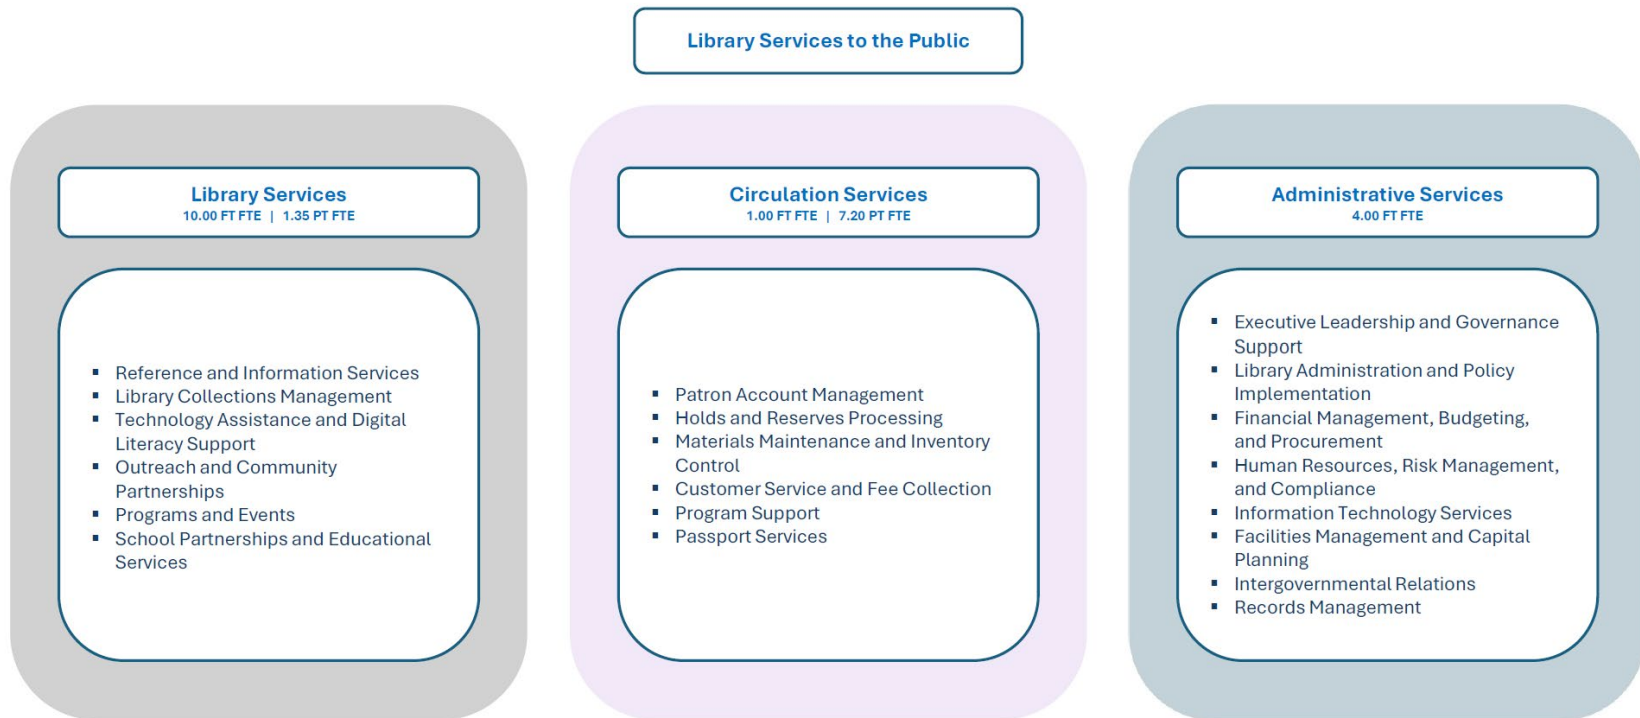 Library Services to the Public
Library Services
10.00 FT FTE | 1.35 PT FTE
▪ Reference and Information Services
▪ Library Collections Management
▪ Technology Assistance and Digital
Literacy Support
▪ Outreach and Community
Partnerships
▪ Programs and Events
▪ School Partnerships and Educational
Services
Circulation Services
1.00 FT FTE | 7.20 PT FTE
▪ Patron Account Management
▪ Holds and Reserves Processing
▪ Materials Maintenance and Inventory
Control
▪ Customer Service and Fee Collection
▪ Program Support
▪ Passport Services
Administrative Services
4.00 FT FTE
▪ Executive Leadership and Governance
Support
▪ Library Administration and Policy
Implementation
▪ Financial Management, Budgeting,
and Procurement
▪ Human Resources, Risk Management,
and Compliance
▪ Information Technology Services
▪ Facilities Management and Capital
Planning
▪ Intergovernmental Relations
▪ Records Management